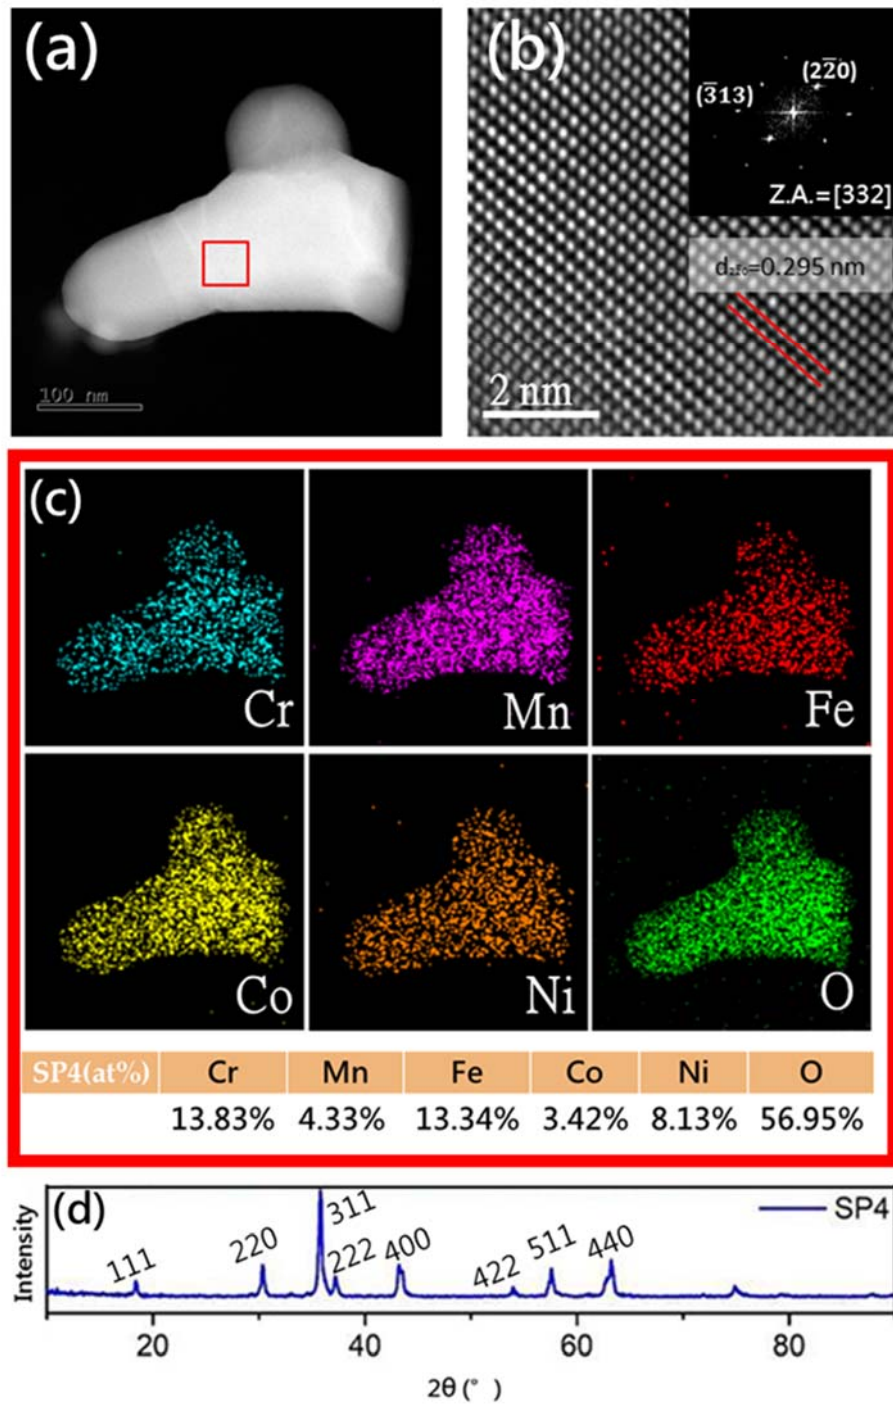 (a)
100 nm
(b)
(22̄0)
(3̄13)
Z.A.=[332]
d₂₂̄₀=0.295 nm
2 nm
(c)
Cr
Mn
Fe
Co
Ni
O
SP4(at%) Cr Mn Fe Co Ni O
13.83% 4.33% 13.34% 3.42% 8.13% 56.95%
(d)
SP4
111
220
311
222
400
422
511
440
Intensity
20 40 60 80
2θ (°)